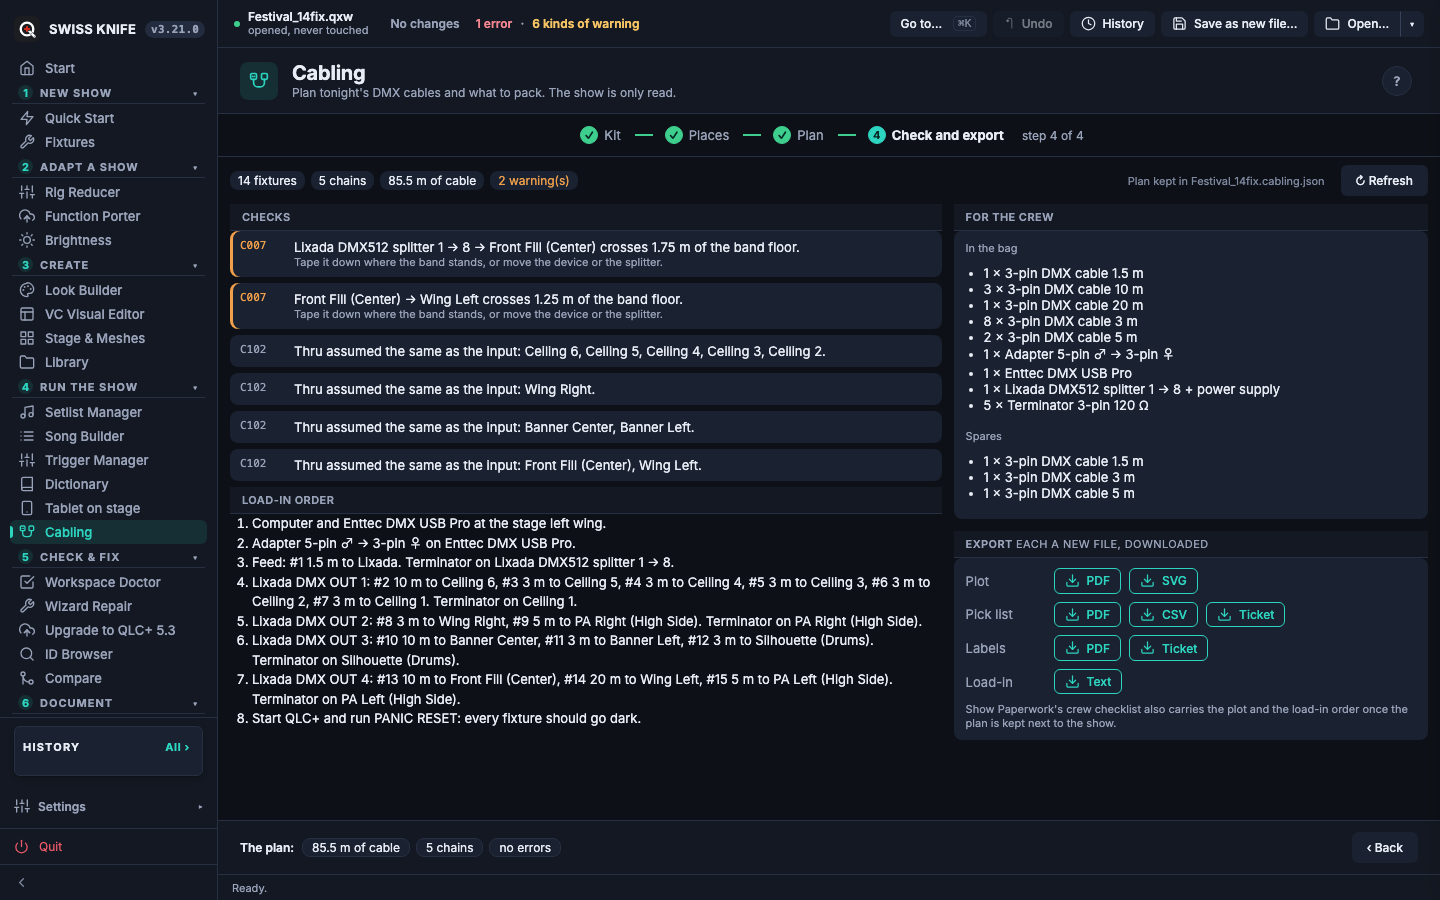 SWISS KNIFE v3.21.0
Start
1 NEW SHOW
Quick Start
Fixtures
2 ADAPT A SHOW
Rig Reducer
Function Porter
Brightness
3 CREATE
Look Builder
VC Visual Editor
Stage & Meshes
Library
4 RUN THE SHOW
Setlist Manager
Song Builder
Trigger Manager
Dictionary
Tablet on stage
Cabling
5 CHECK & FIX
Workspace Doctor
Wizard Repair
Upgrade to QLC+ 5.3
ID Browser
Compare
6 DOCUMENT
HISTORY All ›
Settings
Quit
Festival_14fix.qxw
opened, never touched
No changes 1 error · 6 kinds of warning
Go to... ⌘K Undo History Save as new file... Open...
Cabling
Plan tonight's DMX cables and what to pack. The show is only read.
?
Kit Places Plan 4 Check and export step 4 of 4
14 fixtures 5 chains 85.5 m of cable 2 warning(s)
Plan kept in Festival_14fix.cabling.json ↻ Refresh
CHECKS
C007 Lixada DMX512 splitter 1 → 8 → Front Fill (Center) crosses 1.75 m of the band floor.
Tape it down where the band stands, or move the device or the splitter.
C007 Front Fill (Center) → Wing Left crosses 1.25 m of the band floor.
Tape it down where the band stands, or move the device or the splitter.
C102 Thru assumed the same as the input: Ceiling 6, Ceiling 5, Ceiling 4, Ceiling 3, Ceiling 2.
C102 Thru assumed the same as the input: Wing Right.
C102 Thru assumed the same as the input: Banner Center, Banner Left.
C102 Thru assumed the same as the input: Front Fill (Center), Wing Left.
LOAD-IN ORDER
1. Computer and Enttec DMX USB Pro at the stage left wing.
2. Adapter 5-pin ♂ → 3-pin ♀ on Enttec DMX USB Pro.
3. Feed: #1 1.5 m to Lixada. Terminator on Lixada DMX512 splitter 1 → 8.
4. Lixada DMX OUT 1: #2 10 m to Ceiling 6, #3 3 m to Ceiling 5, #4 3 m to Ceiling 4, #5 3 m to Ceiling 3, #6 3 m to
Ceiling 2, #7 3 m to Ceiling 1. Terminator on Ceiling 1.
5. Lixada DMX OUT 2: #8 3 m to Wing Right, #9 5 m to PA Right (High Side). Terminator on PA Right (High Side).
6. Lixada DMX OUT 3: #10 10 m to Banner Center, #11 3 m to Banner Left, #12 3 m to Silhouette (Drums).
Terminator on Silhouette (Drums).
7. Lixada DMX OUT 4: #13 10 m to Front Fill (Center), #14 20 m to Wing Left, #15 5 m to PA Left (High Side).
Terminator on PA Left (High Side).
8. Start QLC+ and run PANIC RESET: every fixture should go dark.
FOR THE CREW
In the bag
• 1 × 3-pin DMX cable 1.5 m
• 3 × 3-pin DMX cable 10 m
• 1 × 3-pin DMX cable 20 m
• 8 × 3-pin DMX cable 3 m
• 2 × 3-pin DMX cable 5 m
• 1 × Adapter 5-pin ♂ → 3-pin ♀
• 1 × Enttec DMX USB Pro
• 1 × Lixada DMX512 splitter 1 → 8 + power supply
• 5 × Terminator 3-pin 120 Ω
Spares
• 1 × 3-pin DMX cable 1.5 m
• 1 × 3-pin DMX cable 3 m
• 1 × 3-pin DMX cable 5 m
EXPORT EACH A NEW FILE, DOWNLOADED
Plot PDF SVG
Pick list PDF CSV Ticket
Labels PDF Ticket
Load-in Text
Show Paperwork's crew checklist also carries the plot and the load-in order once the
plan is kept next to the show.
The plan: 85.5 m of cable 5 chains no errors
‹ Back
Ready.